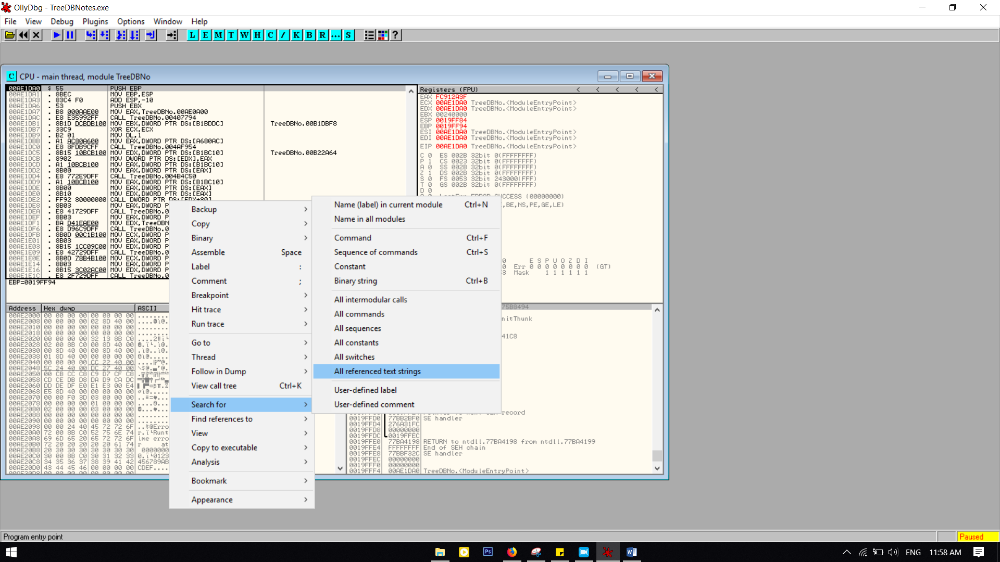 OllyDbg - TreeDBNotes.exe
File View Debug Plugins Options Window Help
L E M T W H C / K B R ... S ?
C CPU - main thread, module TreeDBNo
00AE1DA0 $ 55 PUSH EBP
00AE1DA1 . 8BEC MOV EBP,ESP
00AE1DA3 . 83C4 F0 ADD ESP,-10
00AE1DA6 . 53 PUSH EBX
00AE1DA7 . B8 000AAE00 MOV EAX,TreeDBNo.00AE0A00
00AE1DAC . E8 E35992FF CALL TreeDBNo.00407794
00AE1DB1 . 8B1D DCBDB100 MOV EBX,DWORD PTR DS:[B1BDDC] TreeDBNo.00B1DBF8
00AE1DB7 . 33C9 XOR ECX,ECX
00AE1DB9 . B2 01 MOV DL,1
00AE1DBB . A1 AC80A600 MOV EAX,DWORD PTR DS:[A680AC]
00AE1DC0 . E8 8FDB9CFF CALL TreeDBNo.004AF954
00AE1DC5 . 8B15 10BCB100 MOV EDX,DWORD PTR DS:[B1BC10] TreeDBNo.00B22A64
00AE1DCB . 8902 MOV DWORD PTR DS:[EDX],EAX
00AE1DCD . A1 10BCB100 MOV EAX,DWORD PTR DS:[B1BC10]
00AE1DD2 . 8B00 MOV EAX,DWORD PTR DS:[EAX]
00AE1DD4 . E8 772E9DFF CALL TreeDBNo.004B4C50
00AE1DD9 . A1 10BCB100 MOV EAX,DWORD PTR DS:[B1BC10]
00AE1DDE . 8B00 MOV EAX,DWORD PTR DS:[EAX]
00AE1DE0 . 8B10 MOV EDX,DWORD PTR DS:[EAX]
00AE1DE2 . FF92 80000000 CALL DWORD PTR DS:[EDX+80]
00AE1DE8 . 8B03 MOV EAX,DWORD P
00AE1DEA . E8 41729DFF CALL TreeDBNo.0
00AE1DEF . 8B03 MOV EAX,DWORD P
00AE1DF1 . BA D41EAE00 MOV EDX,TreeDBN
00AE1DF6 . E8 D96C9DFF CALL TreeDBNo.0
00AE1DFB . 8B0D 00C1B100 MOV ECX,DWORD P
00AE1E01 . 8B03 MOV EAX,DWORD P
00AE1E03 . 8B15 1CC09C00 MOV EDX,DWORD P
00AE1E09 . E8 42729DFF CALL TreeDBNo.0
00AE1E0E . 8B0D 78B4B100 MOV ECX,DWORD P
00AE1E14 . 8B03 MOV EAX,DWORD P
00AE1E16 . 8B15 3C02AC00 MOV EDX,DWORD P
00AE1E1C . E8 2F729DFF CALL TreeDBNo.0
EBP=0019FF94
Registers (FPU) < < < < <
EAX FC912A3F
ECX 00AE1DA0 TreeDBNo.<ModuleEntryPoint>
EDX 00AE1DA0 TreeDBNo.<ModuleEntryPoint>
EBX 00240000
ESP 0019FF84
EBP 0019FF94
ESI 00AE1DA0 TreeDBNo.<ModuleEntryPoint>
EDI 00AE1DA0 TreeDBNo.<ModuleEntryPoint>
EIP 00AE1DA0 TreeDBNo.<ModuleEntryPoint>
C 0 ES 002B 32bit 0(FFFFFFFF)
P 1 CS 0023 32bit 0(FFFFFFFF)
A 0 SS 002B 32bit 0(FFFFFFFF)
Z 1 DS 002B 32bit 0(FFFFFFFF)
S 0 FS 0053 32bit 243000(FFF)
T 0 GS 002B 32bit 0(FFFFFFFF)
D 0
SUCCESS (00000000)
,BE,NS,PE,GE,LE)
0 E S P U O Z D I
0 Err 0 0 0 0 0 0 0 0 (GT)
3 Mask 1 1 1 1 1 1
Backup
Copy
Binary
Assemble Space
Label :
Comment ;
Breakpoint
Hit trace
Run trace
Go to
Thread
Follow in Dump
View call tree Ctrl+K
Search for
Find references to
View
Copy to executable
Analysis
Bookmark
Appearance
Name (label) in current module Ctrl+N
Name in all modules
Command Ctrl+F
Sequence of commands Ctrl+S
Constant
Binary string Ctrl+B
All intermodular calls
All commands
All sequences
All constants
All switches
All referenced text strings
User-defined label
User-defined comment
Address Hex dump ASCII
00AE2000 00 00 00 00 00 00 00 00 ........
00AE2008 00 00 00 00 02 8D 40 00
00AE2010 00 00 00 00 00 00 00 00 ........
00AE2018 00 00 00 00 00 00 00 00 ........
00AE2020 00 00 00 00 32 13 8B C0
00AE2028 02 00 8B C0 00 8D 40 00
00AE2030 00 8D 40 00 00 8D 40 00
00AE2038 01 8D 40 00 00 00 00 00
00AE2040 00 00 00 00 CC 22 40 00
00AE2048 5C 24 40 00 DC 27 40 00
00AE2050 00 CB CC C8 C9 D7 CF C8
00AE2058 CD CE DB D8 DA D9 CA DC
00AE2060 DD DE DF E0 E1 E3 00 E4
00AE2068 E5 8D 40 00 00 00 00 00
00AE2070 00 00 F0 3D 03 00 00 00
00AE2078 00 00 00 00 01 00 00 00
00AE2080 02 00 00 00 03 00 00 00
00AE2088 00 00 00 00 00 00 00 00 ........
00AE2090 00 00 00 00 00 00 00 00 ........
00AE2098 00 00 24 40 45 72 72 6F ..$@Erro
00AE20A0 72 00 8B C0 52 75 6E 74
00AE20A8 69 6D 65 20 65 72 72 6F ime erro
00AE20B0 72 20 20 20 20 20 61 74 r at
00AE20B8 20 30 30 30 30 30 30 30 0000000
00AE20C0 30 00 8B C0 30 31 32 33
00AE20C8 34 35 36 37 38 39 41 42 456789AB
00AE20D0 43 44 45 46 00 00 00 00 CDEF....
75B8494
nitThunk
41C8
record
0019FFD0 77BB2BF0 SE handler
0019FFD4 276A31FC
0019FFD8 00000000
0019FFDC 0019FFEC
0019FFE0 77BA4198 RETURN to ntdll.77BA4198 from ntdll.77BA4199
0019FFE4 FFFFFFFF End of SEH chain
0019FFE8 77BBF32C SE handler
0019FFEC 00000000
0019FFF0 00000000
0019FFF4 00AE1DA0 TreeDBNo.<ModuleEntryPoint>
Program entry point Paused
Ps ENG 11:58 AM